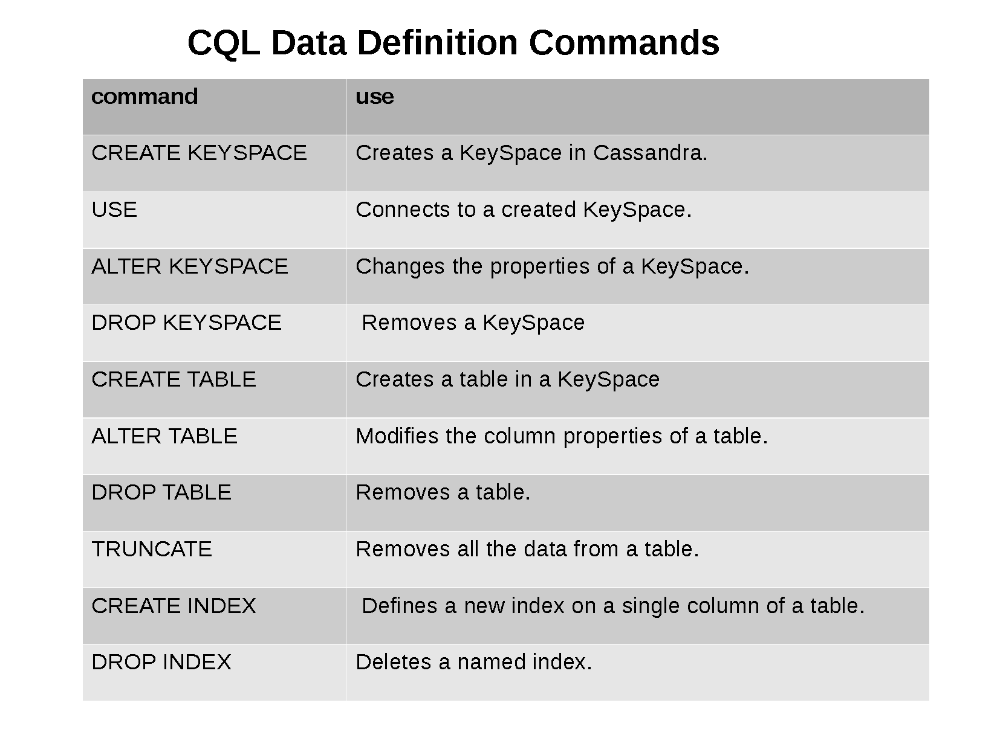 CQL Data Definition Commands
command use
CREATE KEYSPACE Creates a KeySpace in Cassandra.
USE Connects to a created KeySpace.
ALTER KEYSPACE Changes the properties of a KeySpace.
DROP KEYSPACE Removes a KeySpace
CREATE TABLE Creates a table in a KeySpace
ALTER TABLE Modifies the column properties of a table.
DROP TABLE Removes a table.
TRUNCATE Removes all the data from a table.
CREATE INDEX Defines a new index on a single column of a table.
DROP INDEX Deletes a named index.